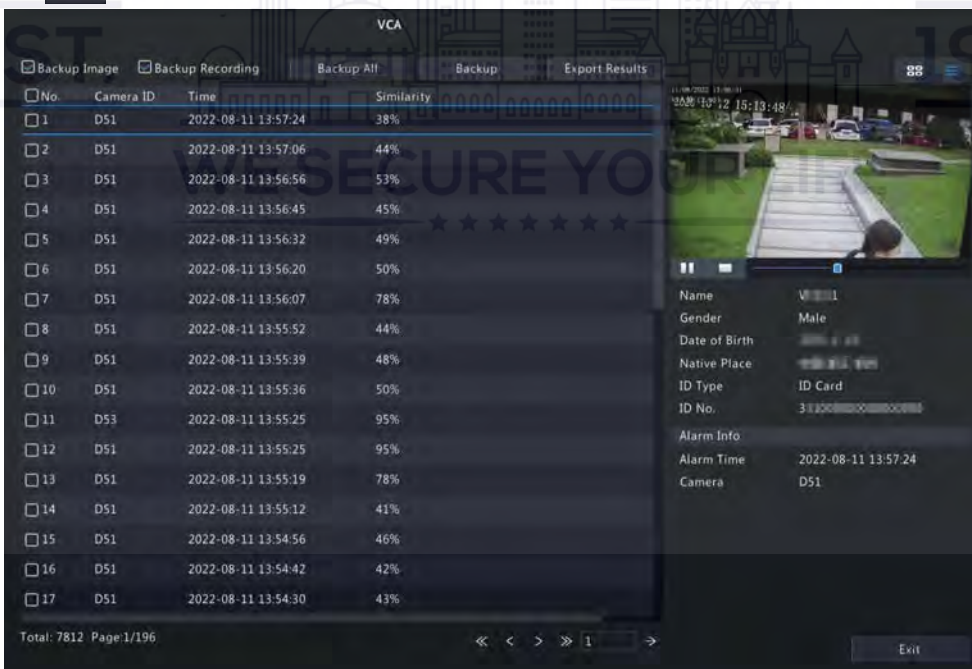 VCA
Backup Image Backup Recording Backup All Backup Export Results
No. Camera ID Time Similarity
1 D51 2022-08-11 13:57:24 38%
2 D51 2022-08-11 13:57:06 44%
3 D51 2022-08-11 13:56:56 53%
4 D51 2022-08-11 13:56:45 45%
5 D51 2022-08-11 13:56:32 49%
6 D51 2022-08-11 13:56:20 50%
7 D51 2022-08-11 13:56:07 78%
8 D51 2022-08-11 13:55:52 44%
9 D51 2022-08-11 13:55:39 48%
10 D51 2022-08-11 13:55:36 50%
11 D53 2022-08-11 13:55:25 95%
12 D51 2022-08-11 13:55:25 95%
13 D51 2022-08-11 13:55:19 78%
14 D51 2022-08-11 13:55:12 41%
15 D51 2022-08-11 13:54:56 46%
16 D51 2022-08-11 13:54:42 42%
17 D51 2022-08-11 13:54:30 43%
Total: 7812 Page:1/196
1
Exit
15:13:48
Name
Gender Male
Date of Birth
Native Place
ID Type ID Card
ID No.
Alarm Info
Alarm Time 2022-08-11 13:57:24
Camera D51
ST JS
WE SECURE YOUR LIFE